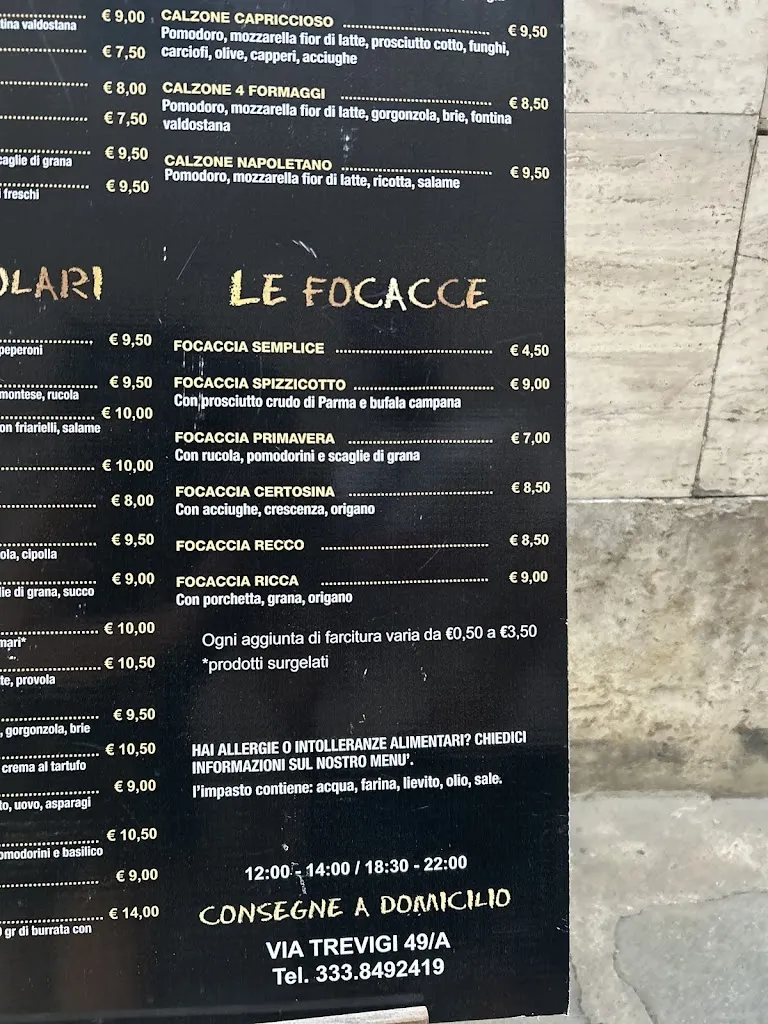 € 9,00
tina valdostana
€ 7,50
€ 8,00
€ 7,50
€ 9,50
caglie di grana
€ 9,50
i freschi
OLARI
€ 9,50
peperoni
€ 9,50
montese, rucola
€ 10,00
on friarielli, salame
€ 10,00
€ 8,00
€ 9,50
ola, cipolla
€ 9,00
lie di grana, succo
€ 10,00
mari*
€ 10,50
te, provola
€ 9,50
, gorgonzola, brie
€ 10,50
crema al tartufo
€ 9,00
to, uovo, asparagi
€ 10,50
omodorini e basilico
€ 9,00
€ 14,00
gr di burrata con
CALZONE CAPRICCIOSO € 9,50
Pomodoro, mozzarella fior di latte, prosciutto cotto, funghi,
carciofi, olive, capperi, acciughe
CALZONE 4 FORMAGGI € 8,50
Pomodoro, mozzarella fior di latte, gorgonzola, brie, fontina
valdostana
CALZONE NAPOLETANO € 9,50
Pomodoro, mozzarella fior di latte, ricotta, salame
LE FOCACCE
FOCACCIA SEMPLICE € 4,50
FOCACCIA SPIZZICOTTO € 9,00
Con prosciutto crudo di Parma e bufala campana
FOCACCIA PRIMAVERA € 7,00
Con rucola, pomodorini e scaglie di grana
FOCACCIA CERTOSINA € 8,50
Con acciughe, crescenza, origano
FOCACCIA RECCO € 8,50
FOCACCIA RICCA € 9,00
Con porchetta, grana, origano
Ogni aggiunta di farcitura varia da €0,50 a €3,50
*prodotti surgelati
HAI ALLERGIE O INTOLLERANZE ALIMENTARI? CHIEDICI
INFORMAZIONI SUL NOSTRO MENU'.
l'impasto contiene: acqua, farina, lievito, olio, sale.
12:00 - 14:00 / 18:30 - 22:00
CONSEGNE A DOMICILIO
VIA TREVIGI 49/A
Tel. 333.8492419